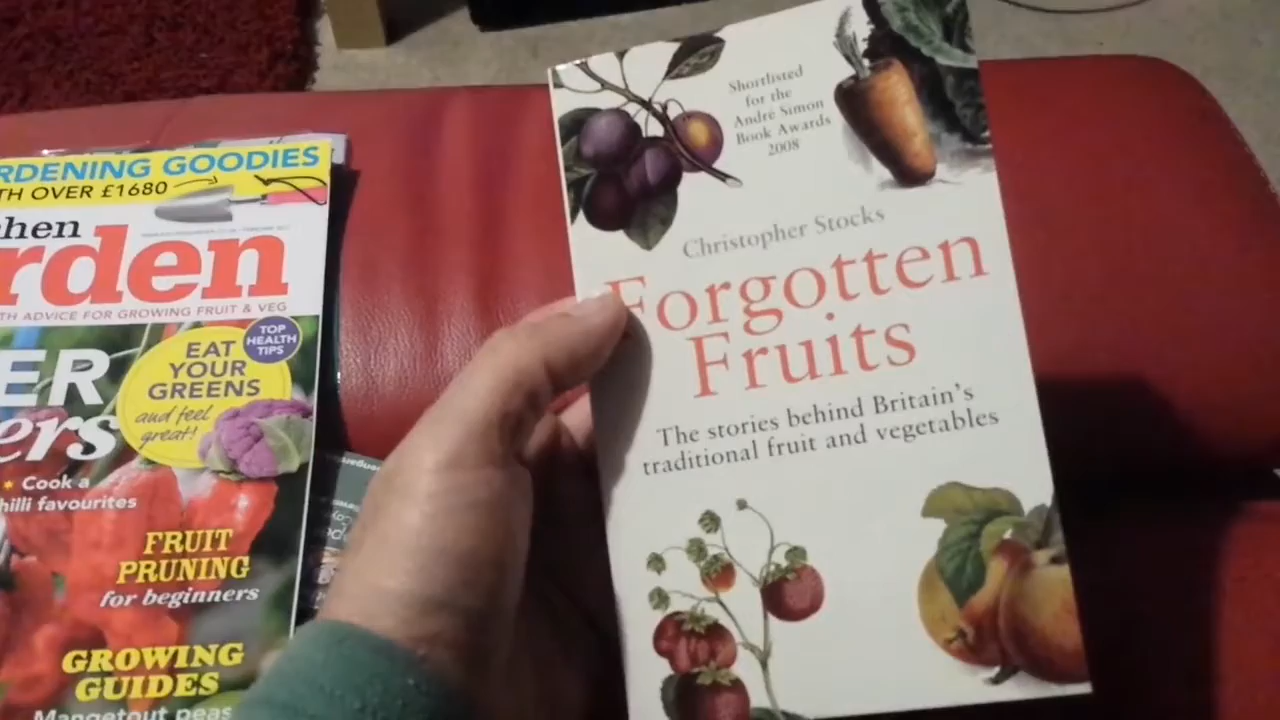 RDENING GOODIES
TH OVER £1680
hen
rden
TH ADVICE FOR GROWING FRUIT & VEG
TOP
HEALTH
TIPS
EAT
YOUR
GREENS
and feel
great!
ER
ers
Cook a
hilli favourites
FRUIT
PRUNING
for beginners
GROWING
GUIDES
Mangetout peas
Shortlisted
for the
André Simon
Book Awards
2008
Christopher Stocks
Forgotten
Fruits
The stories behind Britain's
traditional fruit and vegetables